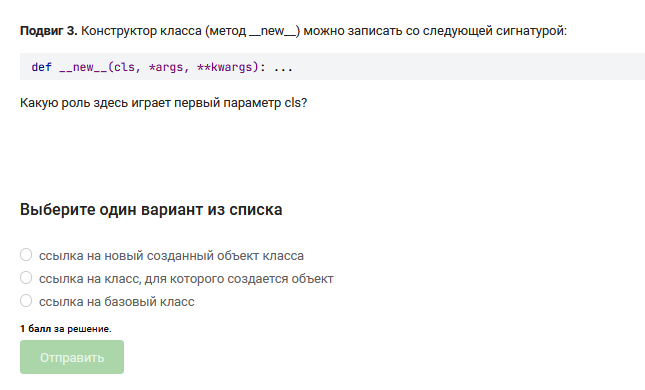 Подвиг 3. Конструктор класса (метод __new__) можно записать со следующей сигнатурой:
def __new__(cls, *args, **kwargs): ...
Какую роль здесь играет первый параметр cls?
Выберите один вариант из списка
ссылка на новый созданный объект класса
ссылка на класс, для которого создается объект
ссылка на базовый класс
1 балл за решение.
Отправить